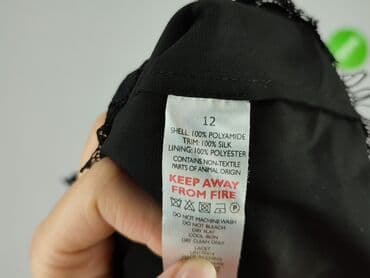 12
SHELL: 100% POLYAMIDE
TRIM: 100% SILK
LINING: 100% POLYESTER
CONTAINS NON-TEXTILE
PARTS OF ANIMAL ORIGIN
KEEP AWAY
FROM FIRE
P
DO NOT MACHINE WASH
DO NOT BLEACH
DRY FLAT
COOL IRON
DRY CLEAN ONLY
LACEY